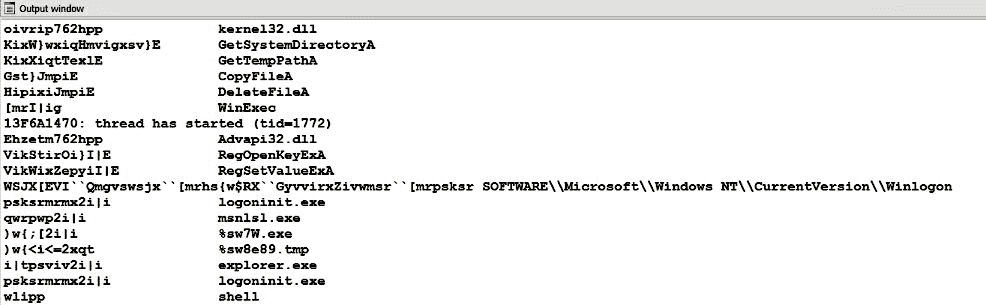 Output window
oivrip762hpp kernel32.dll
KixW}wxiqHmvigxsv}E GetSystemDirectoryA
KixXiqtTexlE GetTempPathA
Gst}JmpiE CopyFileA
HipixiJmpiE DeleteFileA
[mrI|ig WinExec
13F6A1470: thread has started (tid=1772)
Ehzetm762hpp Advapi32.dll
VikStirOi}I|E RegOpenKeyExA
VikWixZepyiI|E RegSetValueExA
WSJX[EVI``Qmgvswsjx``[mrhs{w$RX``GyvvirxZivwmsr``[mrpsksr SOFTWARE\\Microsoft\\Windows NT\\CurrentVersion\\Winlogon
psksrmrmx2i|i logoninit.exe
qwrpwp2i|i msnlsl.exe
)w{;[2i|i %sw7W.exe
)w{<i<=2xqt %sw8e89.tmp
i|tpsviv2i|i explorer.exe
psksrmrmx2i|i logoninit.exe
wlipp shell